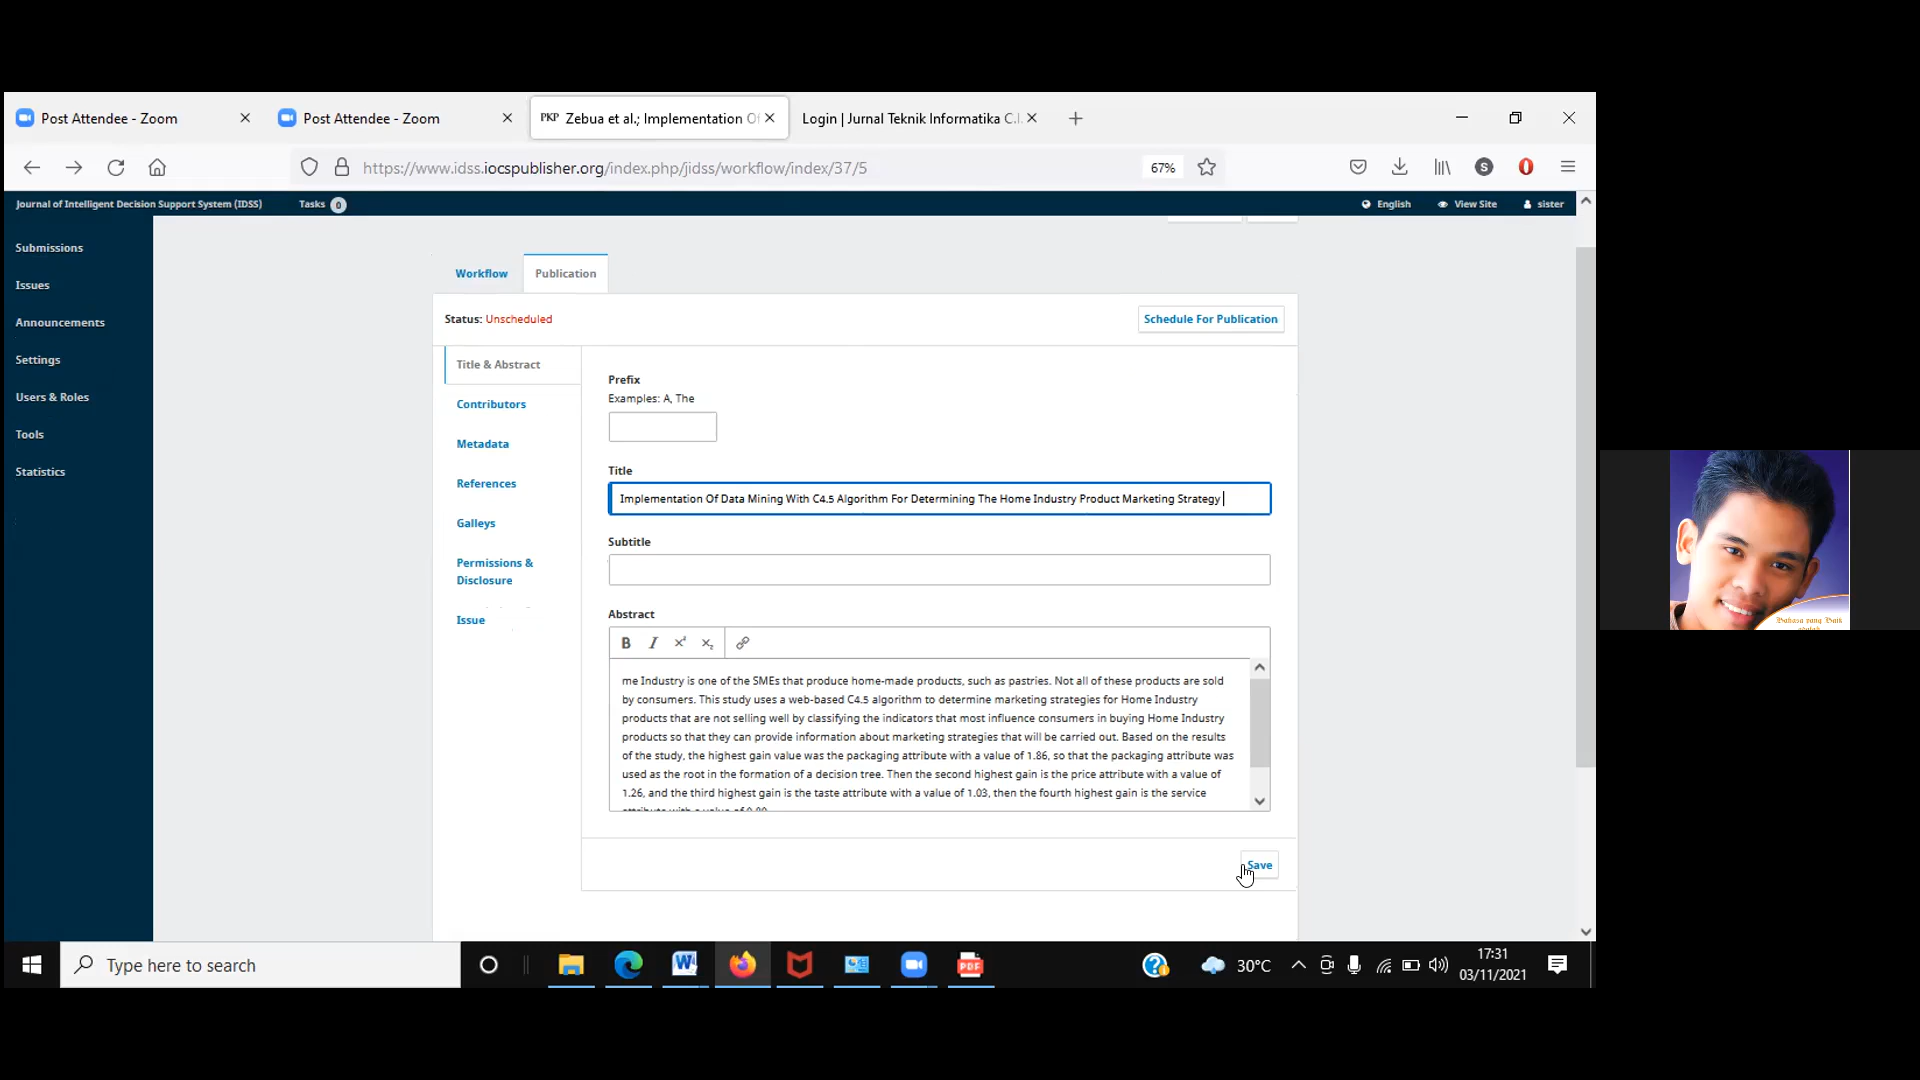 Post Attendee - Zoom
Post Attendee - Zoom
PKP Zebua et al.; Implementation O
Login | Jurnal Teknik Informatika C.I.
https://www.idss.iocspublisher.org/index.php/jidss/workflow/index/37/5
67%
S
Journal of Intelligent Decision Support System (IDSS)
Tasks 0
English
View Site
sister
Submissions
Issues
Announcements
Settings
Users & Roles
Tools
Statistics
Workflow
Publication
Status: Unscheduled
Schedule For Publication
Title & Abstract
Contributors
Metadata
References
Galleys
Permissions &
Disclosure
Issue
Prefix
Examples: A, The
Title
Implementation Of Data Mining With C4.5 Algorithm For Determining The Home Industry Product Marketing Strategy
Subtitle
Abstract
B I x² x₂
me Industry is one of the SMEs that produce home-made products, such as pastries. Not all of these products are sold
by consumers. This study uses a web-based C4.5 algorithm to determine marketing strategies for Home Industry
products that are not selling well by classifying the indicators that most influence consumers in buying Home Industry
products so that they can provide information about marketing strategies that will be carried out. Based on the results
of the study, the highest gain value was the packaging attribute with a value of 1.86, so that the packaging attribute was
used as the root in the formation of a decision tree. Then the second highest gain is the price attribute with a value of
1.26, and the third highest gain is the taste attribute with a value of 1.03, then the fourth highest gain is the service
attribute with a value of
Save
Bahasa yang Baik
Type here to search
W
PDF
30°C
17:31
03/11/2021